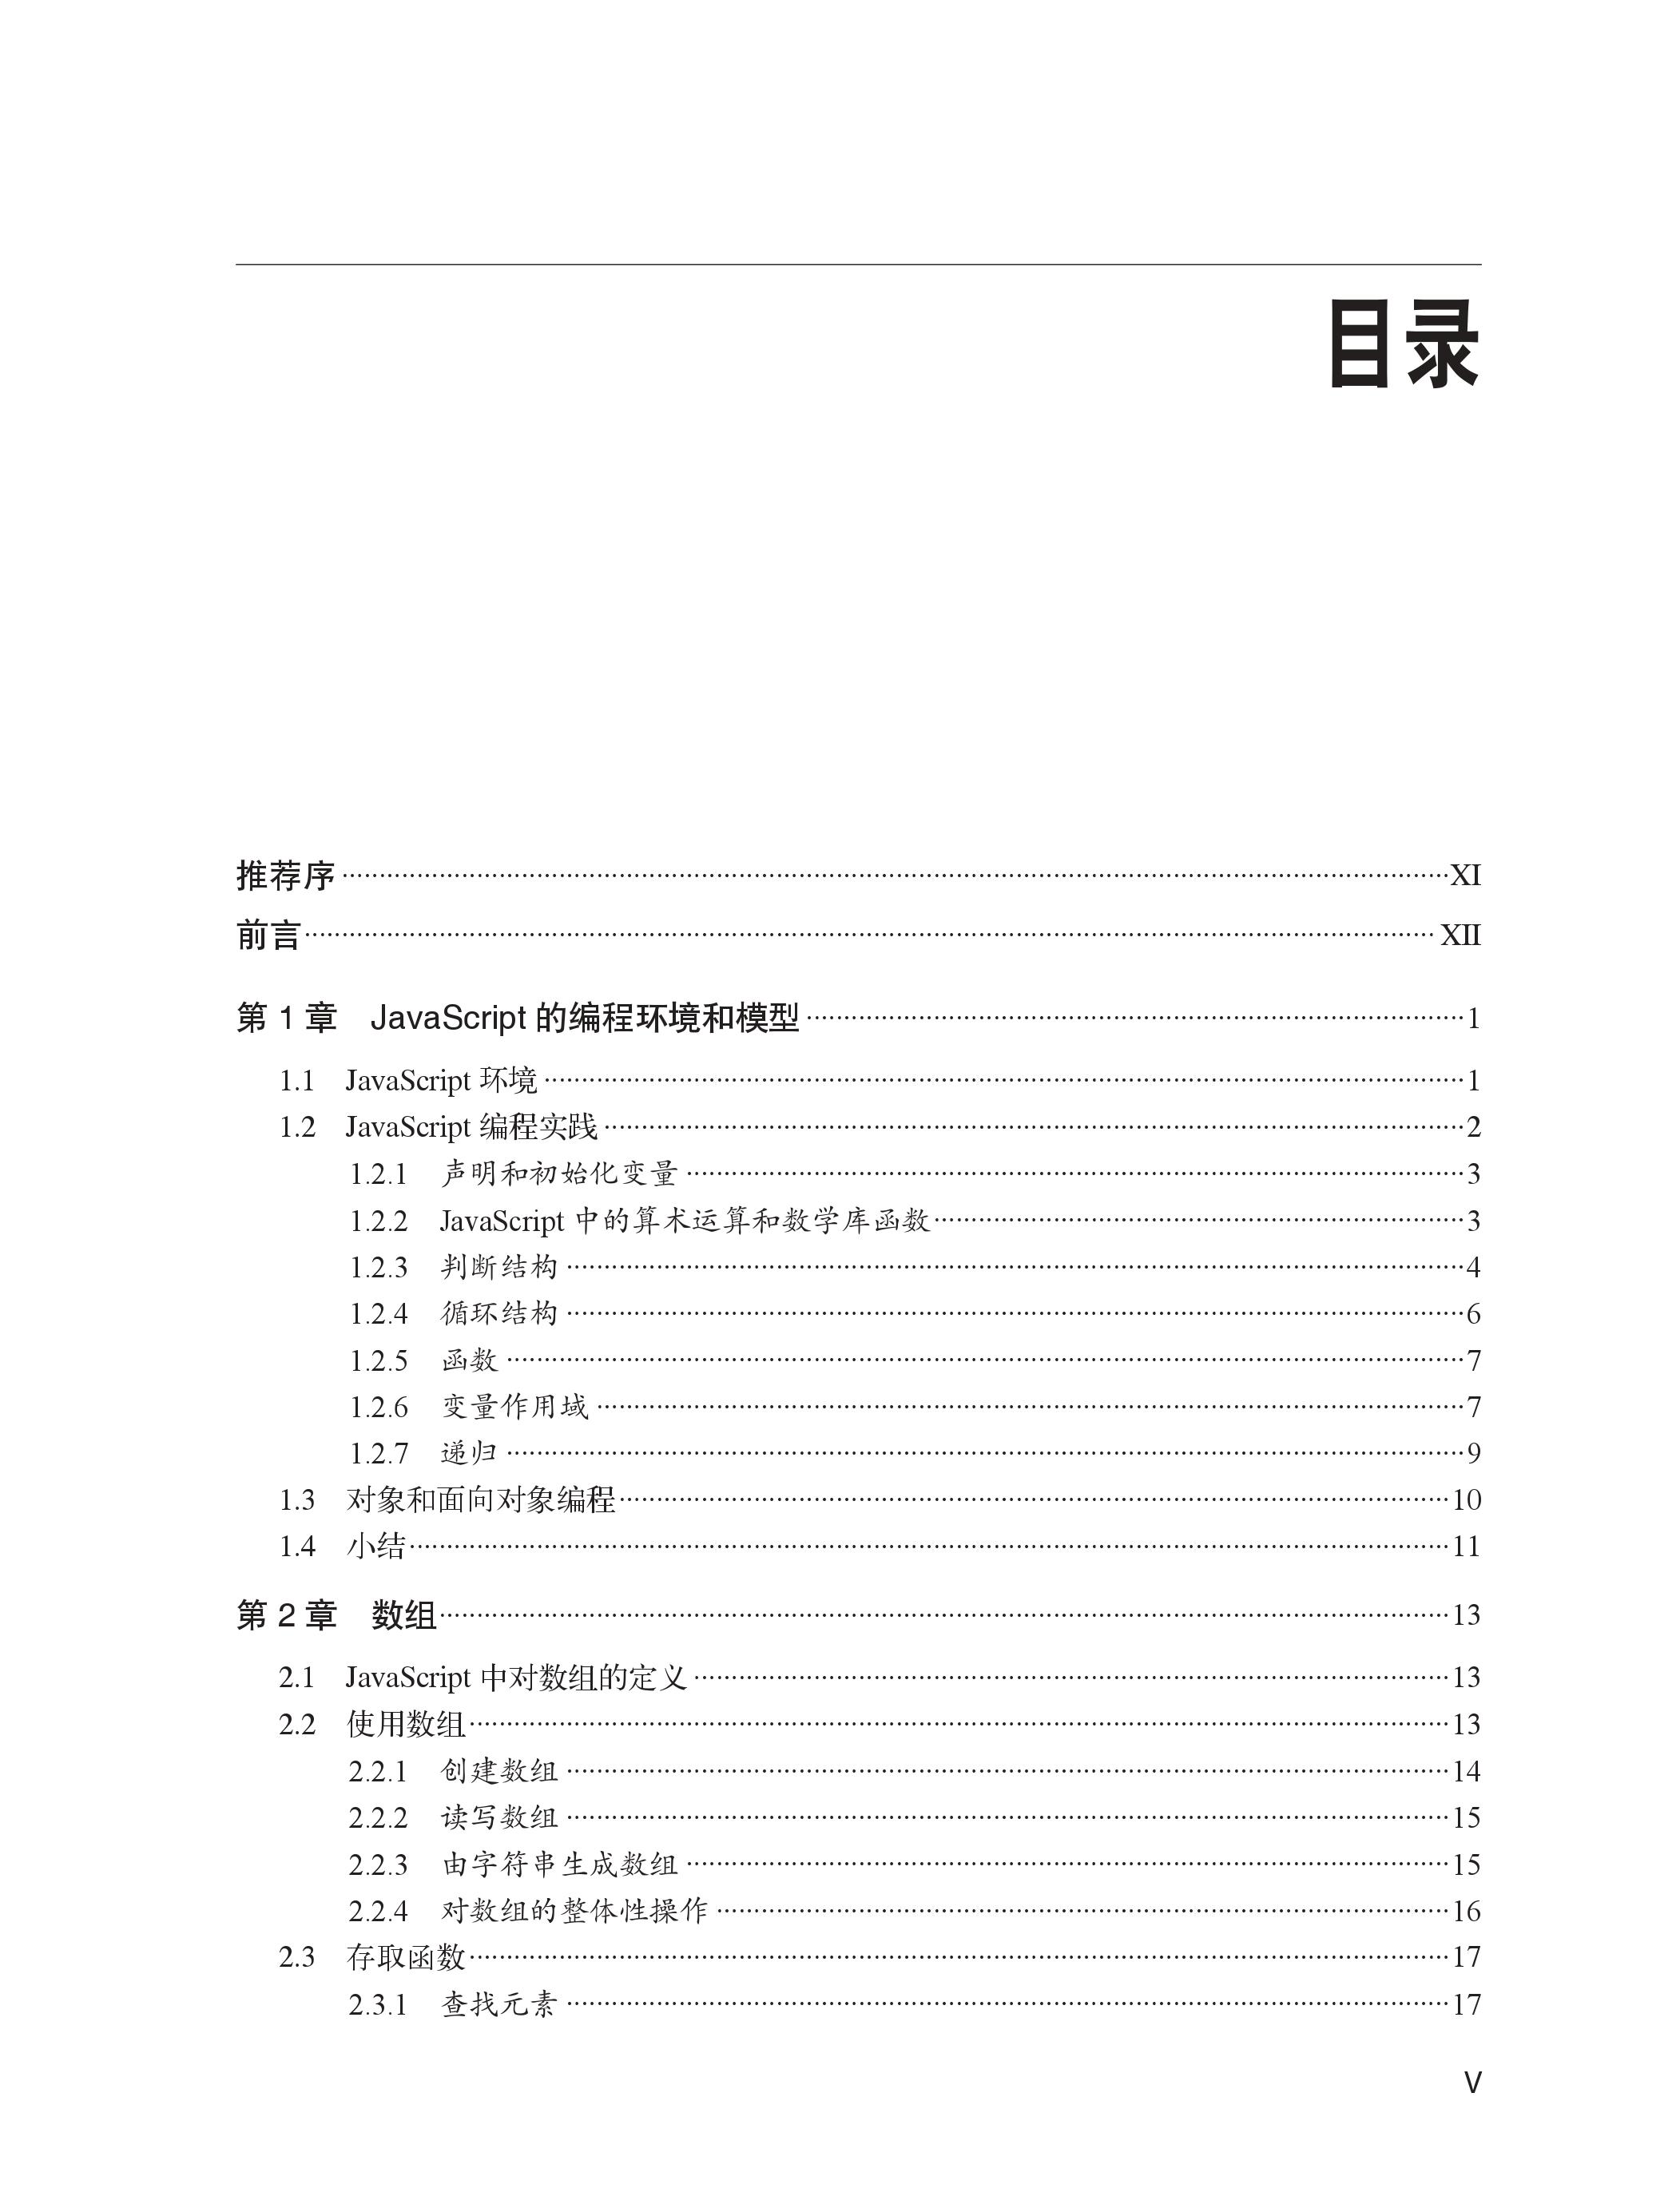 目录
推荐序 XI
前言 XII
第 1 章　JavaScript 的编程环境和模型 1
1.1　JavaScript 环境 1
1.2　JavaScript 编程实践 2
1.2.1　声明和初始化变量 3
1.2.2　JavaScript 中的算术运算和数学库函数 3
1.2.3　判断结构 4
1.2.4　循环结构 6
1.2.5　函数 7
1.2.6　变量作用域 7
1.2.7　递归 9
1.3　对象和面向对象编程 10
1.4　小结 11
第 2 章　数组 13
2.1　JavaScript 中对数组的定义 13
2.2　使用数组 13
2.2.1　创建数组 14
2.2.2　读写数组 15
2.2.3　由字符串生成数组 15
2.2.4　对数组的整体性操作 16
2.3　存取函数 17
2.3.1　查找元素 17
V